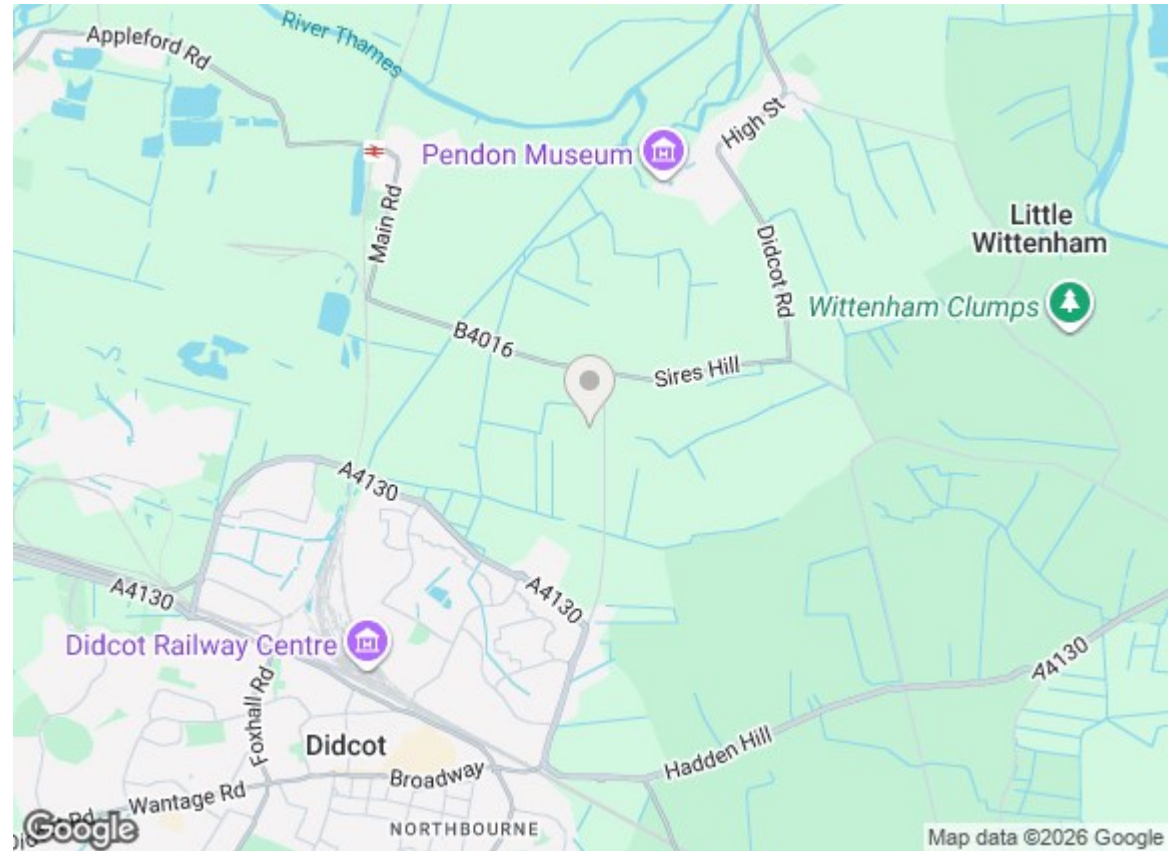 River Thames
Appleford Rd
High St
Pendon Museum
Main Rd
Didcot Rd
Little
Wittenham
Wittenham Clumps
B4016
Sires Hill
A4130
A4130
A4130
A4130
Didcot Railway Centre
Foxhall Rd
Didcot
Hadden Hill
Broadway
Wantage Rd
Rd
NORTHBOURNE
Google
Map data ©2026 Google